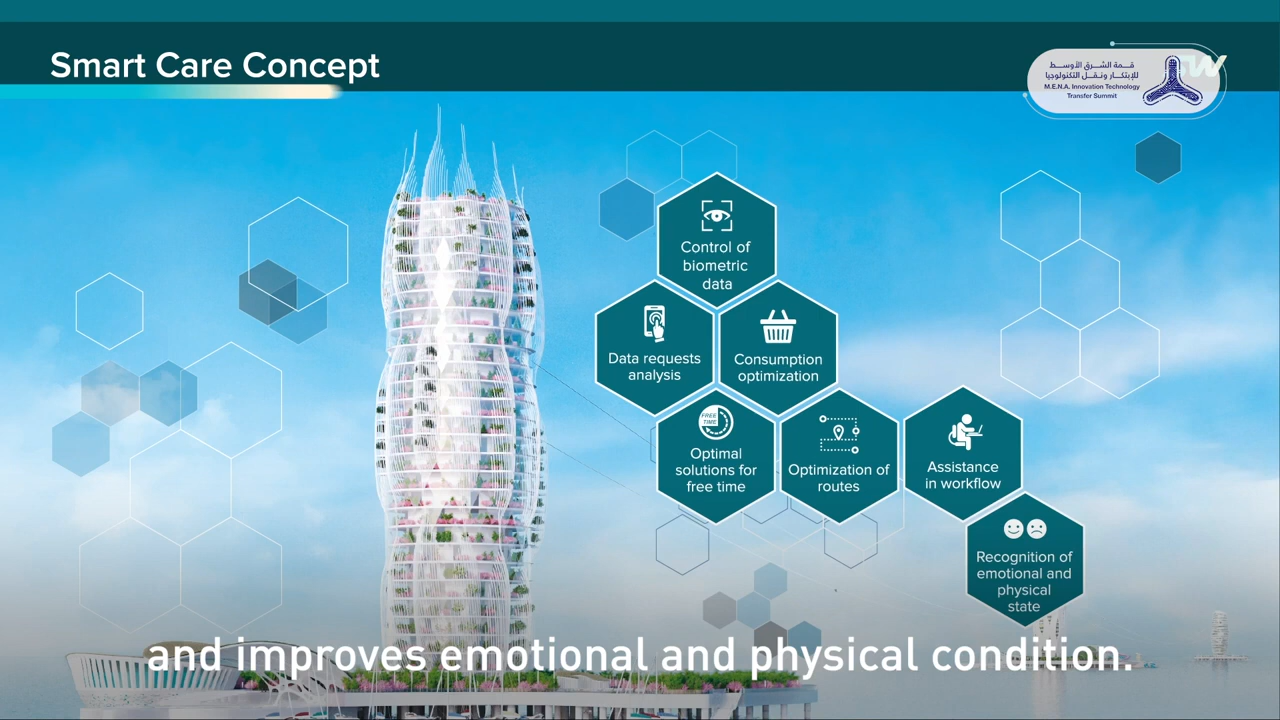 Smart Care Concept
قـمـة الشـرق الأوسـط
للإبتكـار ونـقـل التكنولوجيا
M.E.N.A. Innovation Technology
Transfer Summit
W
Control of
biometric
data
Data requests
analysis
Consumption
optimization
FREE
TIME
Optimal
solutions for
free time
Optimization of
routes
Assistance
in workflow
Recognition of
emotional and
physical
state
and improves emotional and physical condition.